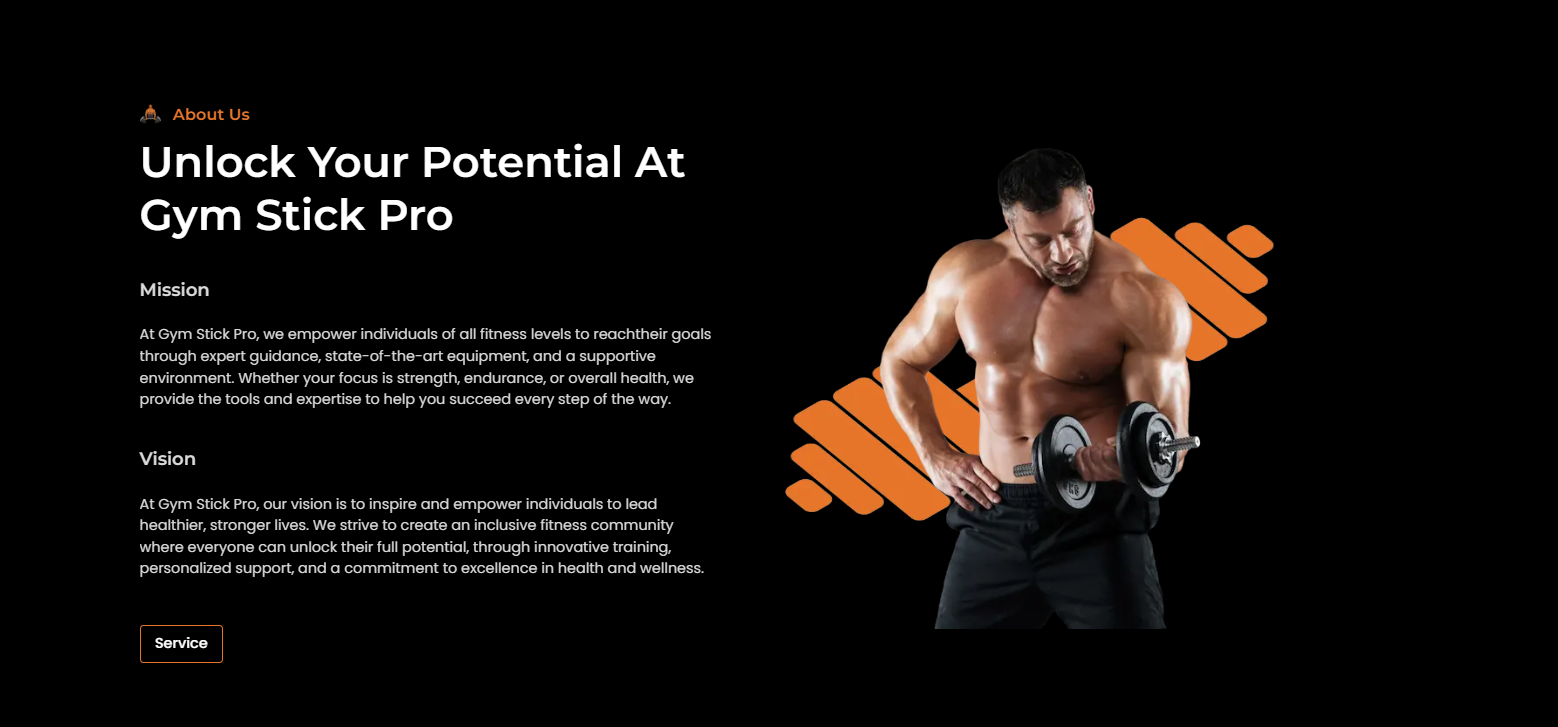 About Us
Unlock Your Potential At
Gym Stick Pro
Mission
At Gym Stick Pro, we empower individuals of all fitness levels to reachtheir goals
through expert guidance, state-of-the-art equipment, and a supportive
environment. Whether your focus is strength, endurance, or overall health, we
provide the tools and expertise to help you succeed every step of the way.
Vision
At Gym Stick Pro, our vision is to inspire and empower individuals to lead
healthier, stronger lives. We strive to create an inclusive fitness community
where everyone can unlock their full potential, through innovative training,
personalized support, and a commitment to excellence in health and wellness.
Service